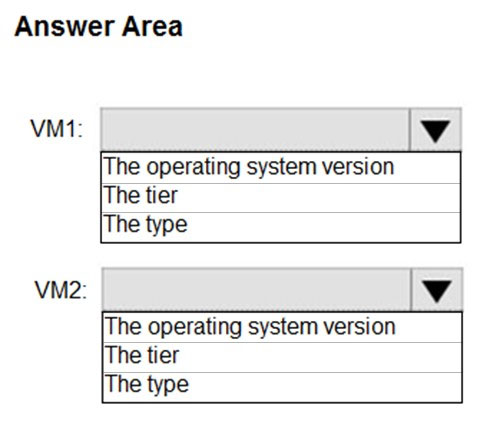 Answer Area
VM1:
The operating system version
The tier
The type
VM2:
The operating system version
The tier
The type